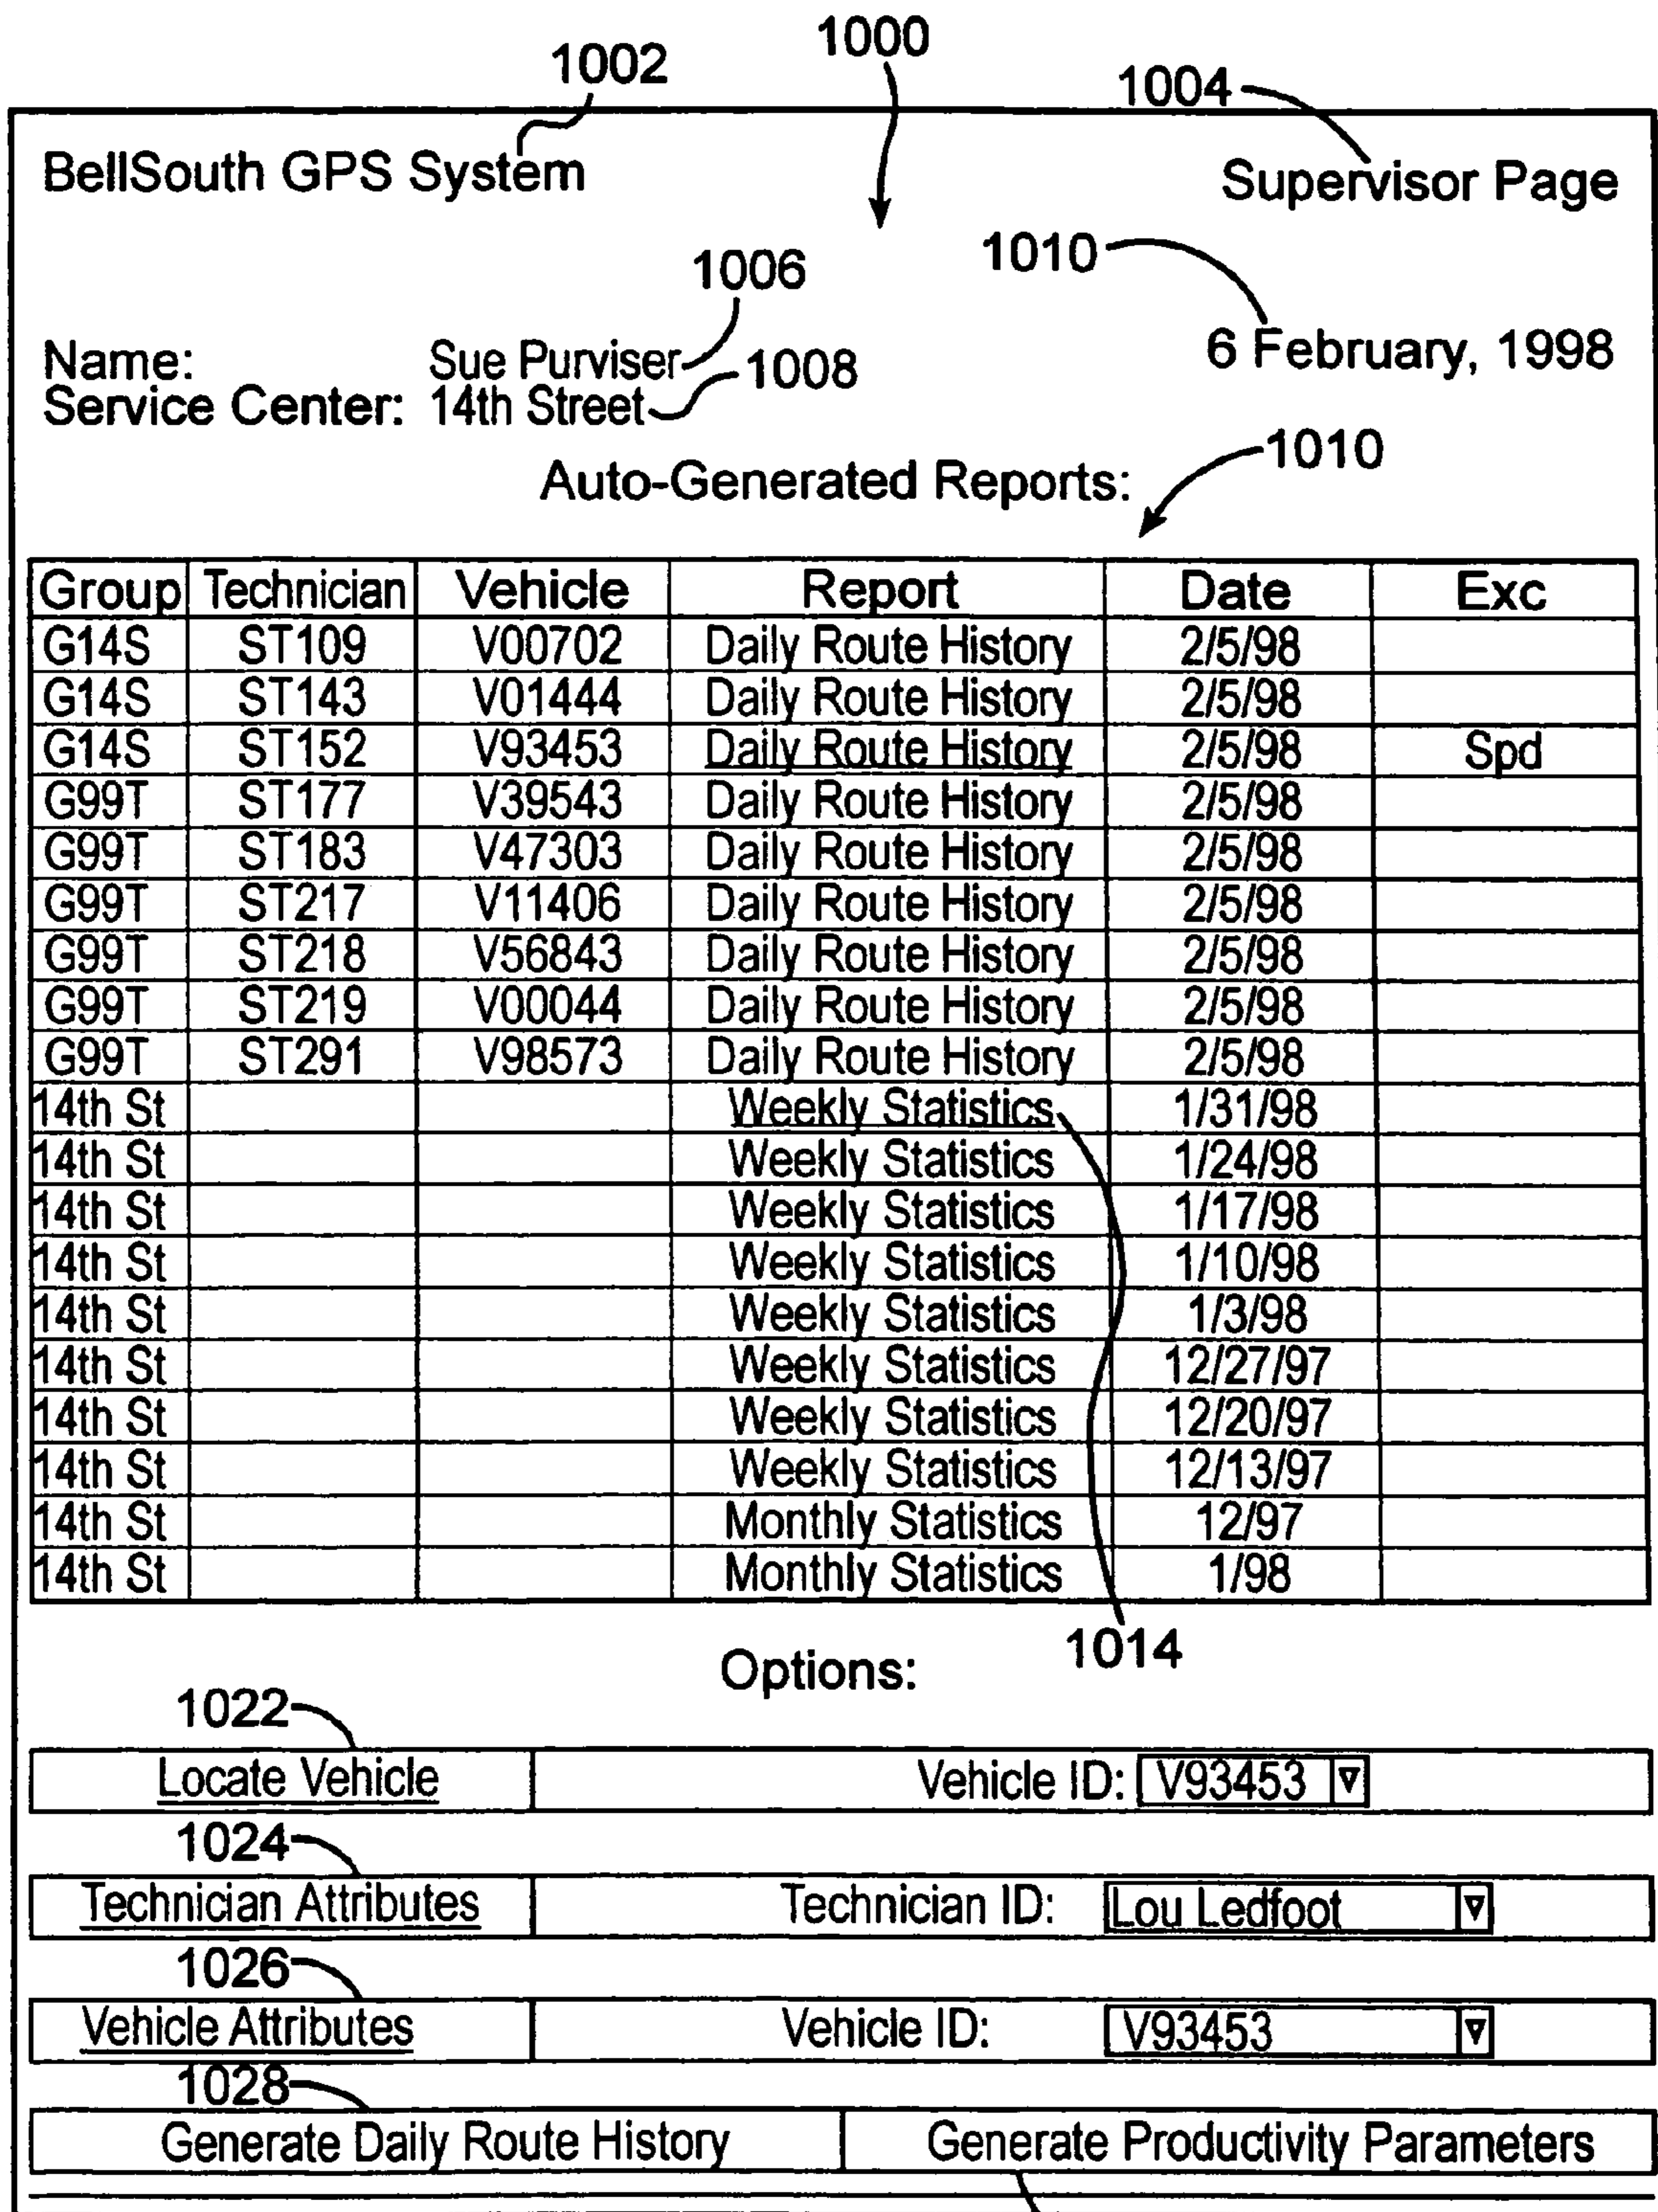 1002 1000 1004
BellSouth GPS System Supervisor Page
1006 1010
Name: Sue Purviser 6 February, 1998
Service Center: 14th Street 1008
Auto-Generated Reports: 1010
Group Technician Vehicle Report Date Exc
G14S ST109 V00702 Daily Route History 2/5/98
G14S ST143 V01444 Daily Route History 2/5/98
G14S ST152 V93453 Daily Route History 2/5/98 Spd
G99T ST177 V39543 Daily Route History 2/5/98
G99T ST183 V47303 Daily Route History 2/5/98
G99T ST217 V11406 Daily Route History 2/5/98
G99T ST218 V56843 Daily Route History 2/5/98
G99T ST219 V00044 Daily Route History 2/5/98
G99T ST291 V98573 Daily Route History 2/5/98
14th St Weekly Statistics 1/31/98
14th St Weekly Statistics 1/24/98
14th St Weekly Statistics 1/17/98
14th St Weekly Statistics 1/10/98
14th St Weekly Statistics 1/3/98
14th St Weekly Statistics 12/27/97
14th St Weekly Statistics 12/20/97
14th St Weekly Statistics 12/13/97
14th St Monthly Statistics 12/97
14th St Monthly Statistics 1/98
Options: 1014
1022
Locate Vehicle Vehicle ID: V93453
1024
Technician Attributes Technician ID: Lou Ledfoot
1026
Vehicle Attributes Vehicle ID: V93453
1028
Generate Daily Route History Generate Productivity Parameters